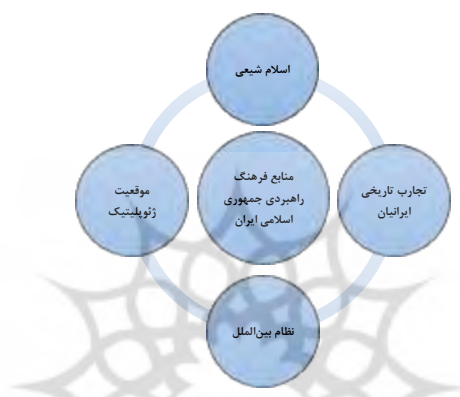 اسلام شیعی
تجارب تاریخی
ایرانیان
منابع فرهنگ
راهبردی جمهوری
اسلامی ایران
موقعیت
ژئوپلیتیک
نظام بین‌الملل